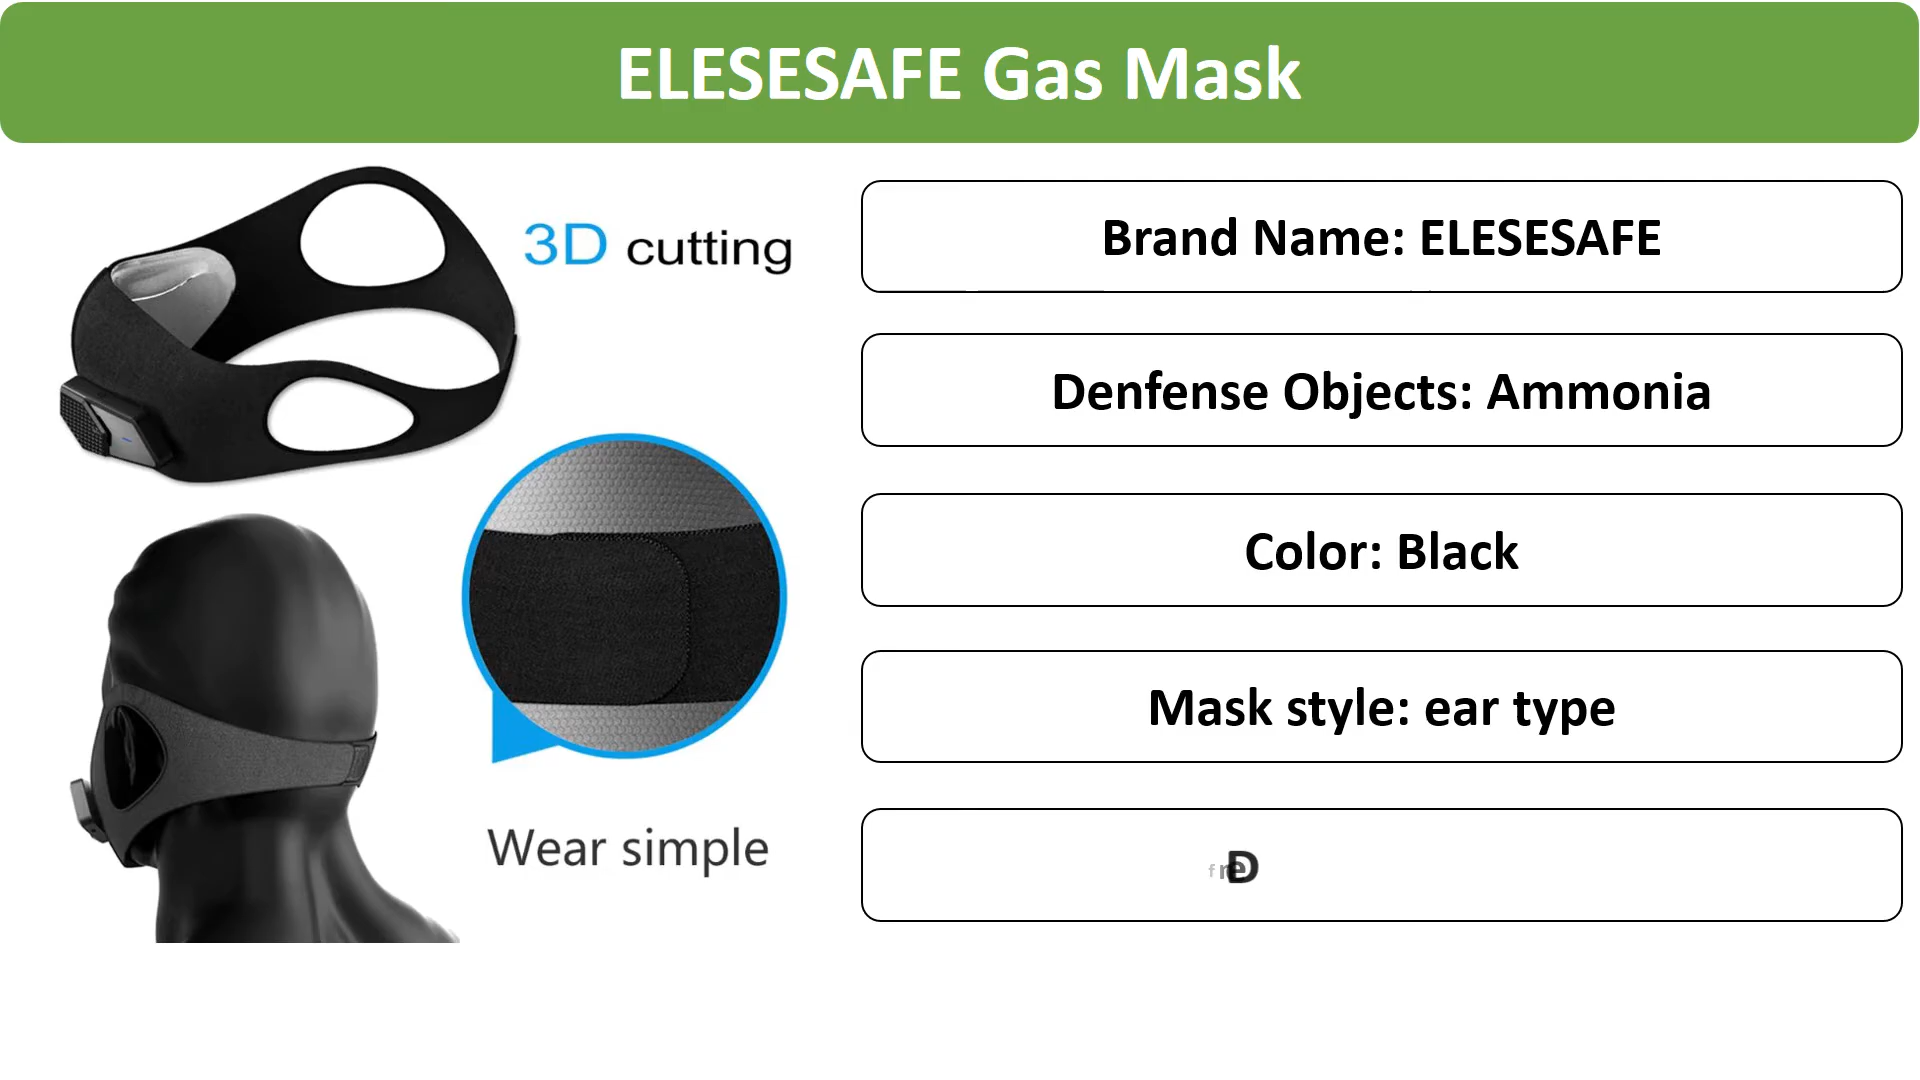 ELESESAFE Gas Mask
3D cutting
Brand Name: ELESESAFE
Denfense Objects: Ammonia
Color: Black
Mask style: ear type
Wear simple